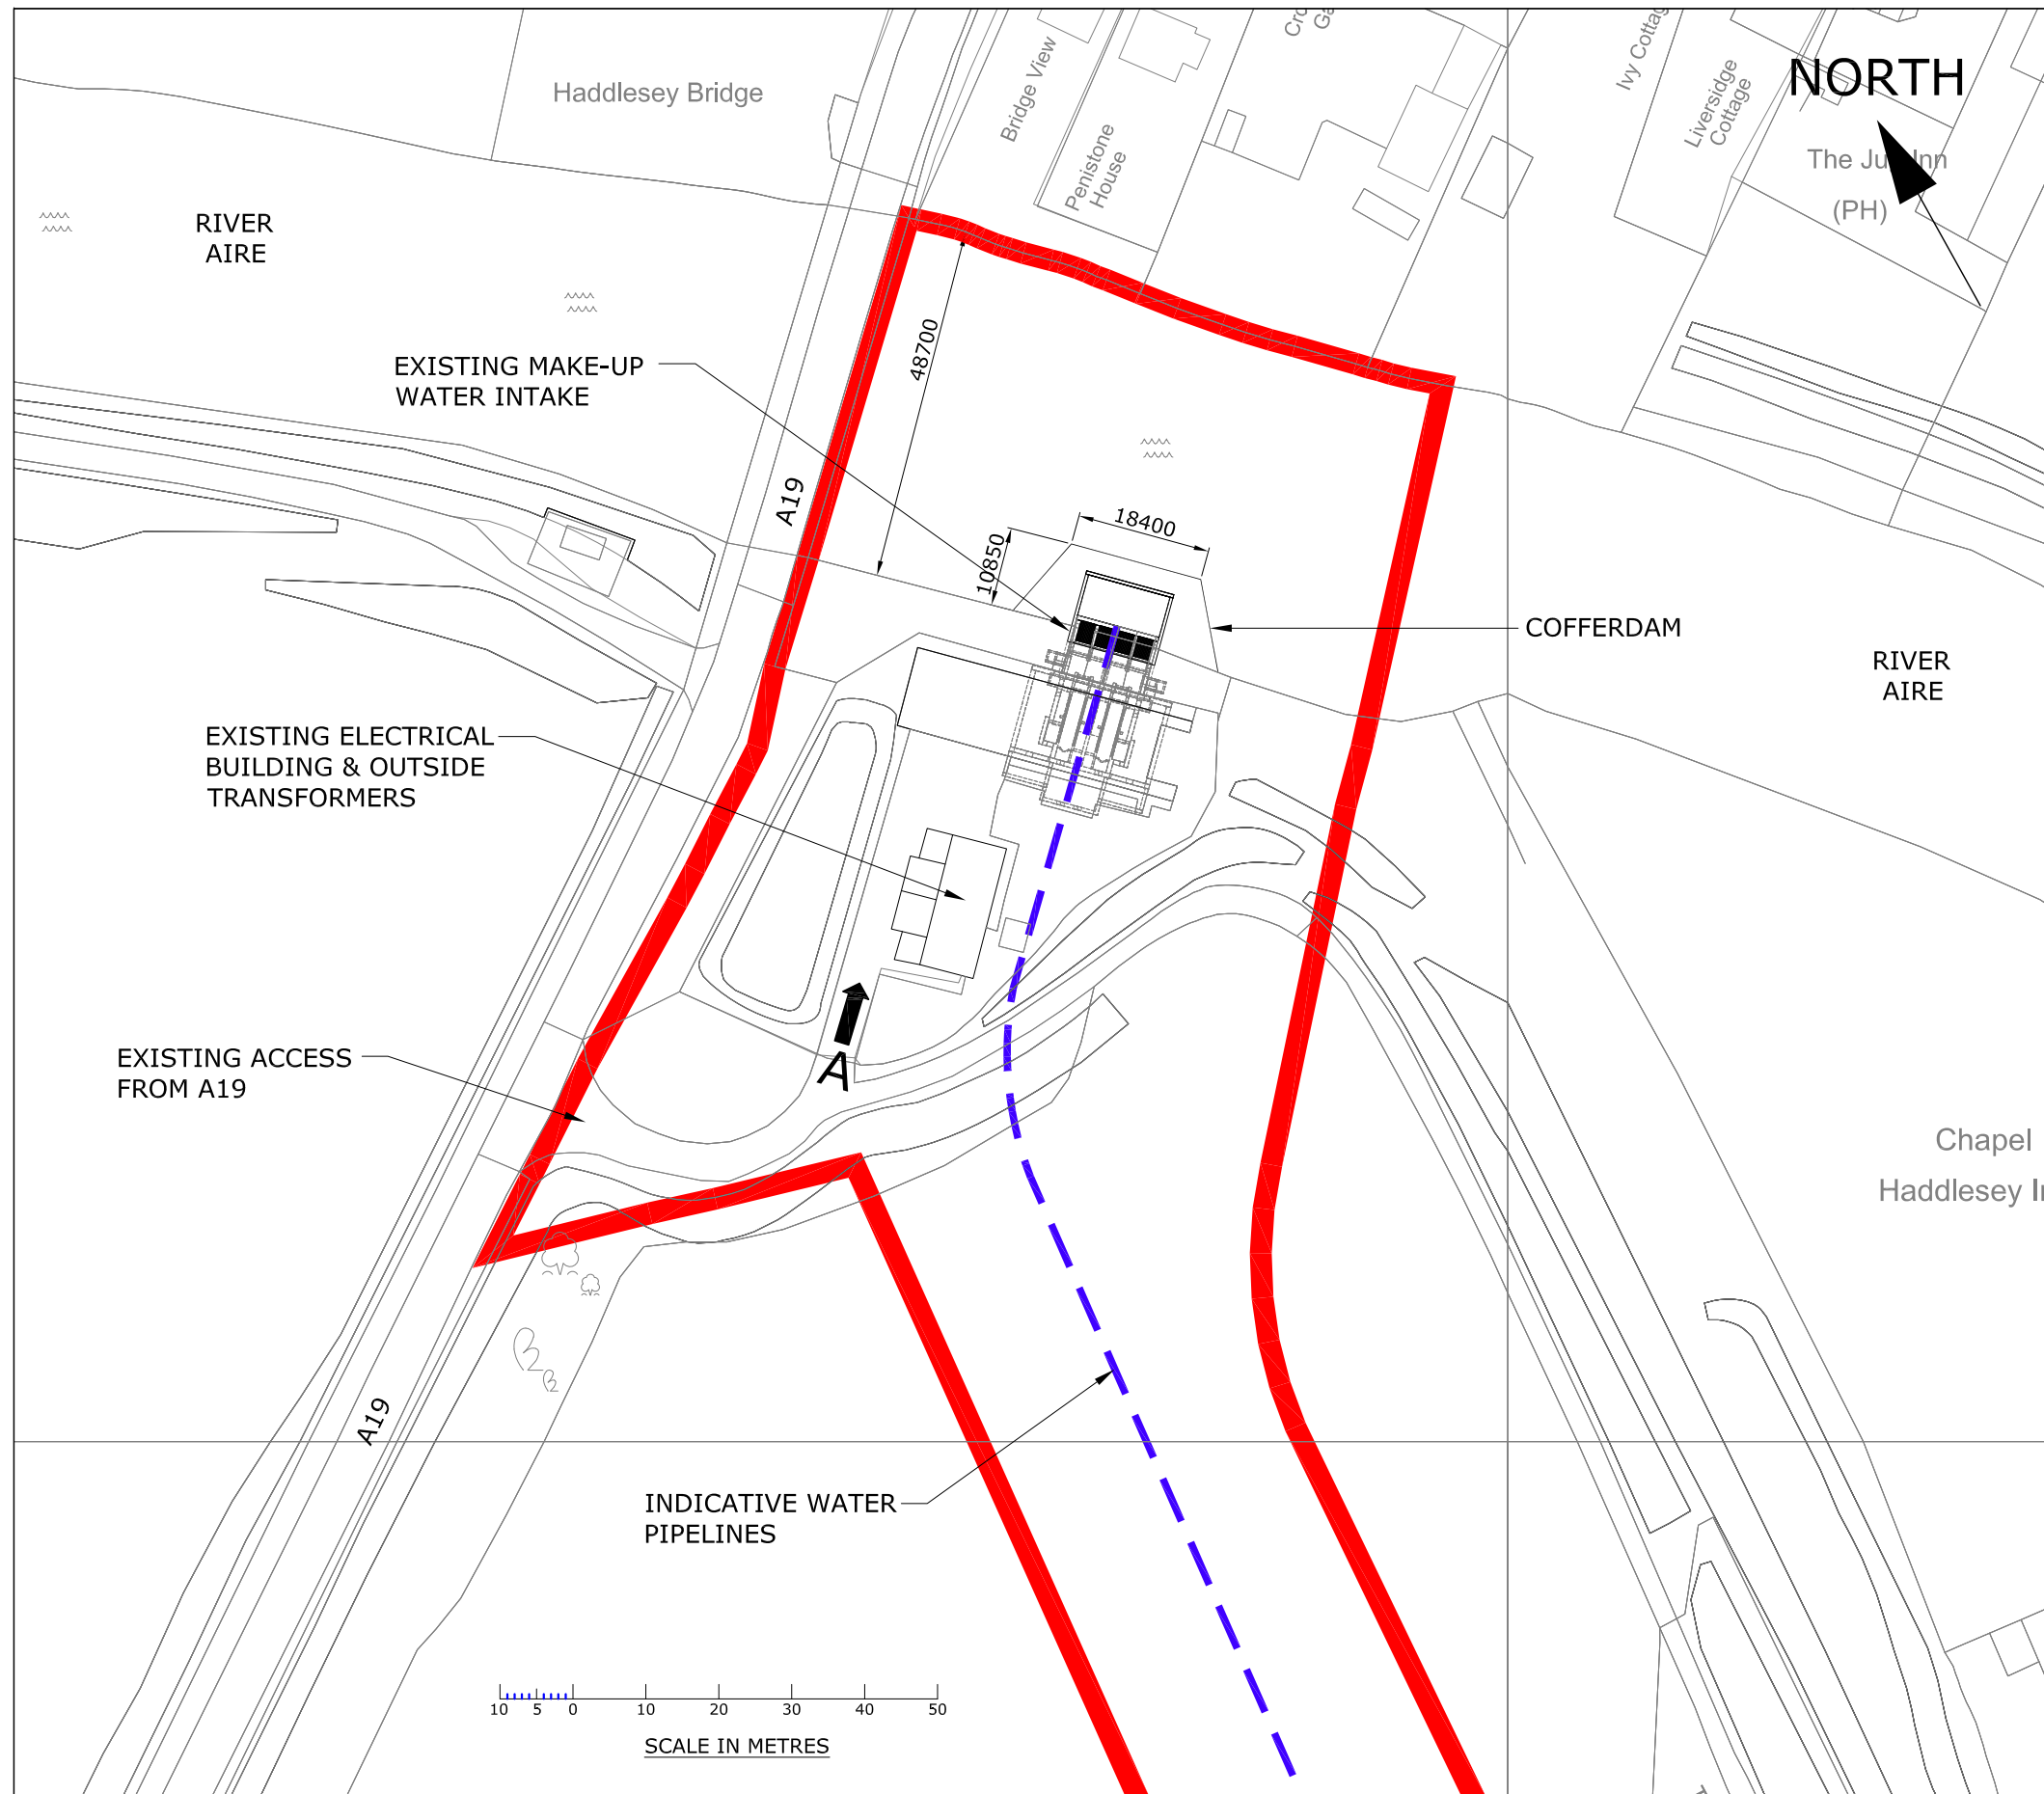 Haddlesey Bridge
Bridge View
Penistone
House
Ivy
Liversidge
Cottage
NORTH
Inn
(PH)
RIVER
AIRE
EXISTING MAKE-UP
WATER INTAKE
48700
A19
18400
10850
COFFERDAM
RIVER
AIRE
EXISTING ELECTRICAL
BUILDING & OUTSIDE
TRANSFORMERS
A
EXISTING ACCESS
FROM A19
Chapel
Haddlesey
A19
INDICATIVE WATER
PIPELINES
10 5 0 10 20 30 40 50
SCALE IN METRES